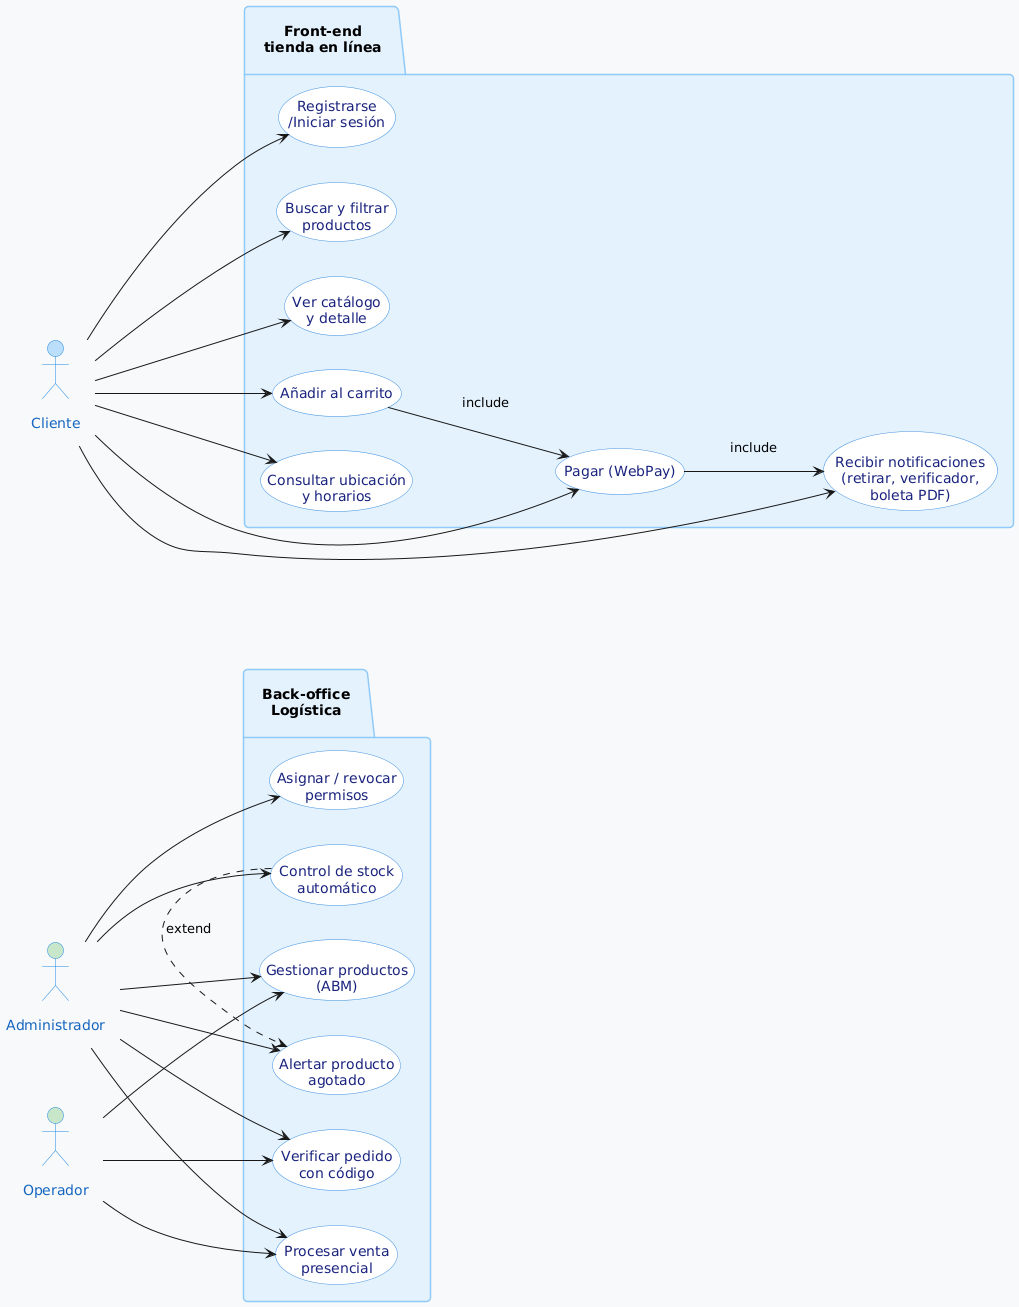 Front-end
tienda en línea
Registrarse
/Iniciar sesión
Buscar y filtrar
productos
Ver catálogo
y detalle
Cliente
Añadir al carrito
include
Consultar ubicación
y horarios
Pagar (WebPay)
include
Recibir notificaciones
(retirar, verificador,
boleta PDF)
Back-office
Logística
Asignar / revocar
permisos
Control de stock
automático
extend
Gestionar productos
(ABM)
Administrador
Alertar producto
agotado
Verificar pedido
con código
Operador
Procesar venta
presencial